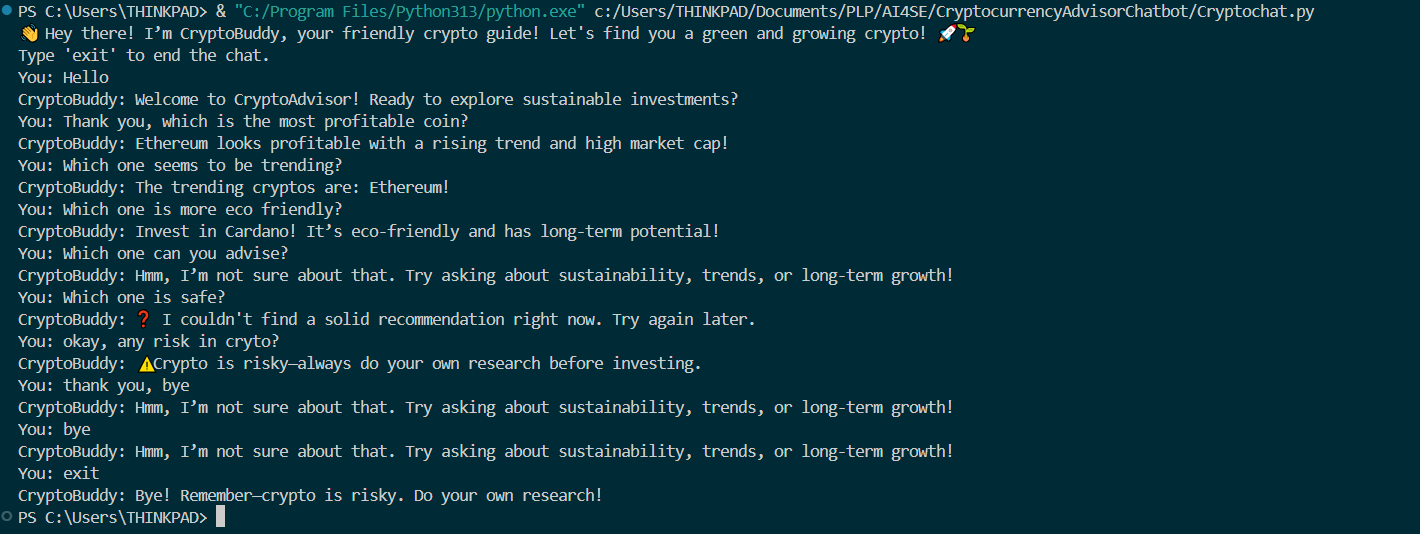 PS C:\Users\THINKPAD> & "C:/Program Files/Python313/python.exe" c:/Users/THINKPAD/Documents/PLP/AI4SE/CryptocurrencyAdvisorChatbot/Cryptochat.py
👋 Hey there! I’m CryptoBuddy, your friendly crypto guide! Let's find you a green and growing crypto! 🚀🌱
Type 'exit' to end the chat.
You: Hello
CryptoBuddy: Welcome to CryptoAdvisor! Ready to explore sustainable investments?
You: Thank you, which is the most profitable coin?
CryptoBuddy: Ethereum looks profitable with a rising trend and high market cap!
You: Which one seems to be trending?
CryptoBuddy: The trending cryptos are: Ethereum!
You: Which one is more eco friendly?
CryptoBuddy: Invest in Cardano! It’s eco-friendly and has long-term potential!
You: Which one can you advise?
CryptoBuddy: Hmm, I’m not sure about that. Try asking about sustainability, trends, or long-term growth!
You: Which one is safe?
CryptoBuddy: ❓ I couldn't find a solid recommendation right now. Try again later.
You: okay, any risk in cryto?
CryptoBuddy: ⚠️Crypto is risky—always do your own research before investing.
You: thank you, bye
CryptoBuddy: Hmm, I’m not sure about that. Try asking about sustainability, trends, or long-term growth!
You: bye
CryptoBuddy: Hmm, I’m not sure about that. Try asking about sustainability, trends, or long-term growth!
You: exit
CryptoBuddy: Bye! Remember—crypto is risky. Do your own research!
PS C:\Users\THINKPAD>